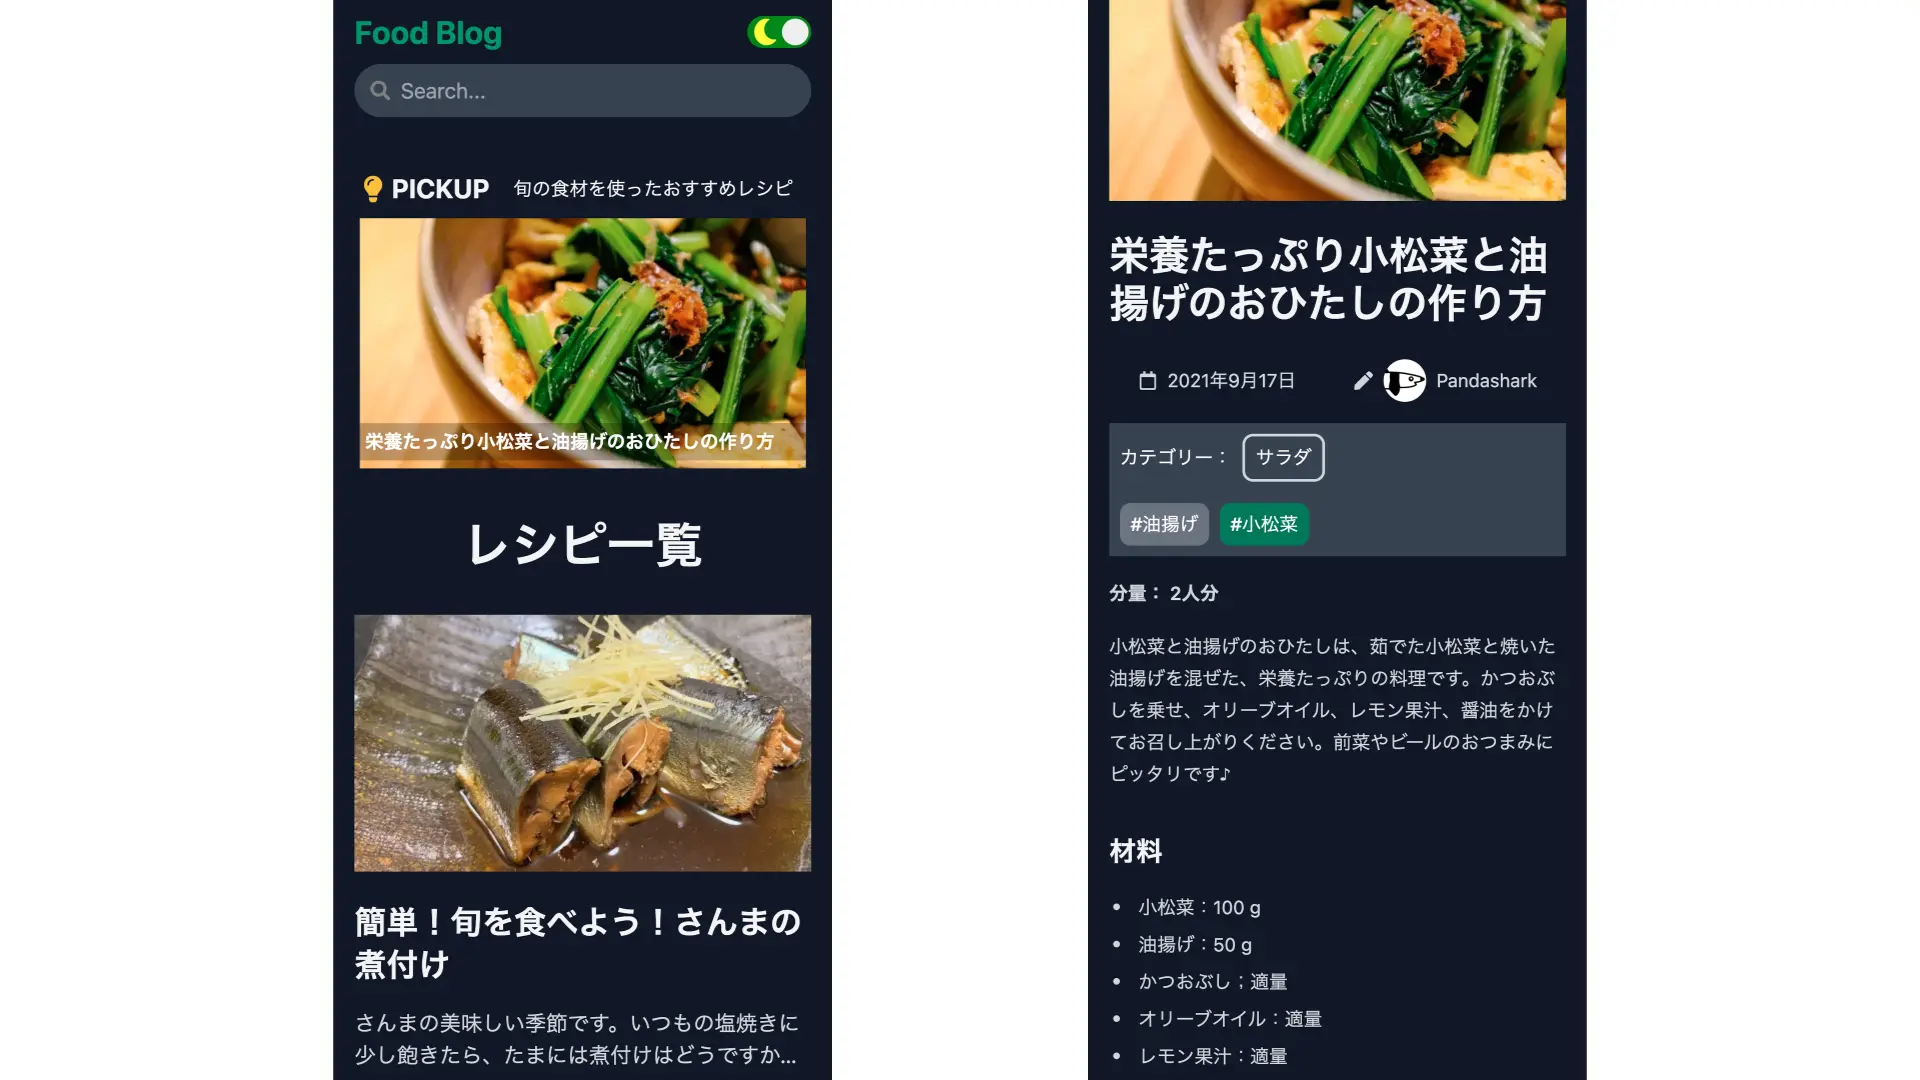 Food Blog
Search...
PICKUP 旬の食材を使ったおすすめレシピ
栄養たっぷり小松菜と油揚げのおひたしの作り方
レシピ一覧
簡単！旬を食べよう！さんまの
煮付け
さんまの美味しい季節です。いつもの塩焼きに
少し飽きたら、たまには煮付けはどうですか...
栄養たっぷり小松菜と油
揚げのおひたしの作り方
2021年9月17日 Pandashark
カテゴリー： サラダ
#油揚げ #小松菜
分量： 2人分
小松菜と油揚げのおひたしは、茹でた小松菜と焼いた
油揚げを混ぜた、栄養たっぷりの料理です。かつおぶ
しを乗せ、オリーブオイル、レモン果汁、醤油をかけ
てお召し上がりください。前菜やビールのおつまみに
ピッタリです♪
材料
• 小松菜：100 g
• 油揚げ：50 g
• かつおぶし；適量
• オリーブオイル：適量
• レモン果汁：適量